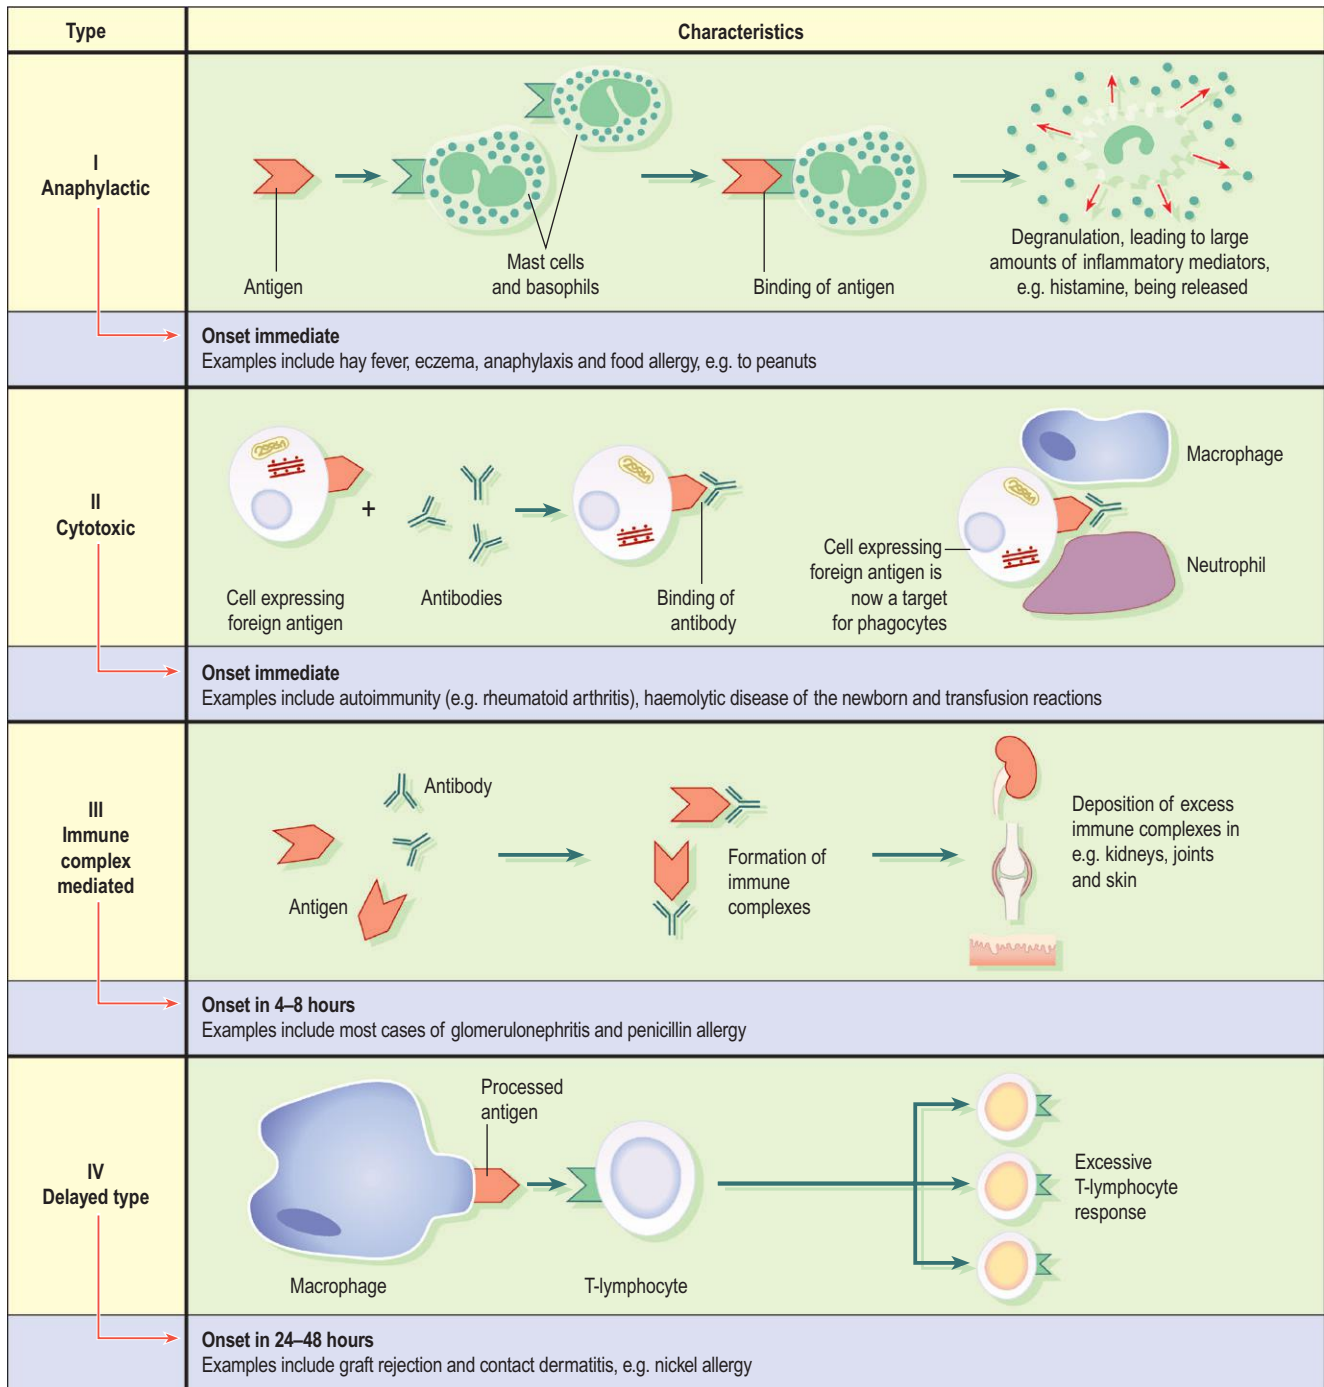 Type
Characteristics
I
Anaphylactic
Antigen
Mast cells
and basophils
Binding of antigen
Degranulation, leading to large
amounts of inflammatory mediators,
e.g. histamine, being released
Onset immediate
Examples include hay fever, eczema, anaphylaxis and food allergy, e.g. to peanuts
II
Cytotoxic
Cell expressing
foreign antigen
+
Antibodies
Binding of
antibody
Cell expressing
foreign antigen is
now a target
for phagocytes
Macrophage
Neutrophil
Onset immediate
Examples include autoimmunity (e.g. rheumatoid arthritis), haemolytic disease of the newborn and transfusion reactions
III
Immune
complex
mediated
Antibody
Antigen
Formation of
immune
complexes
Deposition of excess
immune complexes in
e.g. kidneys, joints
and skin
Onset in 4–8 hours
Examples include most cases of glomerulonephritis and penicillin allergy
IV
Delayed type
Processed
antigen
Macrophage
T-lymphocyte
Excessive
T-lymphocyte
response
Onset in 24–48 hours
Examples include graft rejection and contact dermatitis, e.g. nickel allergy